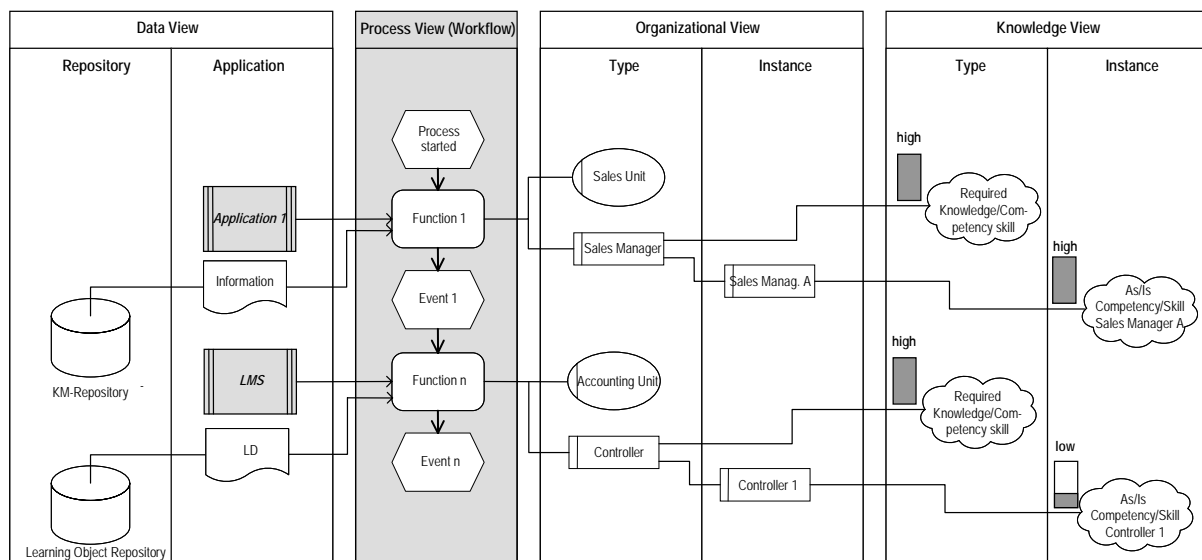 Data View
Repository
Application
Application 1
Information
KM-Repository
LMS
LD
Learning Object Repository
Process View (Workflow)
Process
started
Function 1
Event 1
Function n
Event n
Organizational View
Type
Instance
Sales Unit
Sales Manager
Sales Manag. A
Accounting Unit
Controller
Controller 1
Knowledge View
Type
Instance
high
Required
Knowledge/Com-
petency skill
high
As/Is
Competency/Skill
Sales Manager A
high
Required
Knowledge/Com-
petency skill
low
As/Is
Competency/Skill
Controller 1